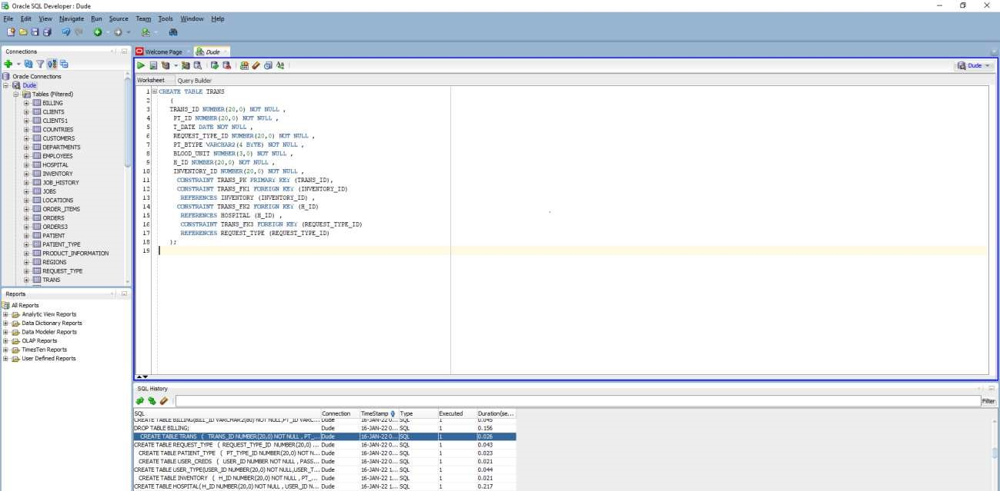 Oracle SQL Developer : Dude
File Edit View Navigate Run Source Team Tools Window Help
Connections
Oracle Connections
Dude
Tables (Filtered)
BILLING
CLIENTS
CLIENTS1
COUNTRIES
CUSTOMERS
DEPARTMENTS
EMPLOYEES
HOSPITAL
INVENTORY
JOB_HISTORY
JOBS
LOCATIONS
ORDER_ITEMS
ORDERS
ORDERS3
PATIENT
PATIENT_TYPE
PRODUCT_INFORMATION
REGIONS
REQUEST_TYPE
TRANS
Reports
All Reports
Analytic View Reports
Data Dictionary Reports
Data Modeler Reports
OLAP Reports
TimesTen Reports
User Defined Reports
Welcome Page Dude
Dude
Worksheet Query Builder
1 CREATE TABLE TRANS
2 (
3 TRANS_ID NUMBER(20,0) NOT NULL ,
4 PT_ID NUMBER(20,0) NOT NULL ,
5 T_DATE DATE NOT NULL ,
6 REQUEST_TYPE_ID NUMBER(20,0) NOT NULL ,
7 PT_BTYPE VARCHAR2(4 BYTE) NOT NULL ,
8 BLOOD_UNIT NUMBER(3,0) NOT NULL ,
9 H_ID NUMBER(20,0) NOT NULL ,
10 INVENTORY_ID NUMBER(20,0) NOT NULL ,
11 CONSTRAINT TRANS_PK PRIMARY KEY (TRANS_ID),
12 CONSTRAINT TRANS_FK1 FOREIGN KEY (INVENTORY_ID)
13 REFERENCES INVENTORY (INVENTORY_ID) ,
14 CONSTRAINT TRANS_FK2 FOREIGN KEY (H_ID)
15 REFERENCES HOSPITAL (H_ID) ,
16 CONSTRAINT TRANS_FK3 FOREIGN KEY (REQUEST_TYPE_ID)
17 REFERENCES REQUEST_TYPE (REQUEST_TYPE_ID)
18 );
19
SQL History
Filter
SQL Connection TimeStamp Type Executed Duration(se...
CREATE TABLE BILLING(BILL_ID VARCHAR2(80) NOT NULL,PT_ID VARC... Dude 16-JAN-22 0... SQL 1 0.045
DROP TABLE BILLING; Dude 16-JAN-22 0... SQL 1 0.156
CREATE TABLE TRANS ( TRANS_ID NUMBER(20,0) NOT NULL , PT_... Dude 16-JAN-22 0... SQL 1 0.026
CREATE TABLE REQUEST_TYPE ( REQUEST_TYPE_ID NUMBER(20,0) ... Dude 16-JAN-22 0... SQL 1 0.043
CREATE TABLE PATIENT_TYPE ( PT_TYPE_ID NUMBER(20,0) NOT N... Dude 16-JAN-22 0... SQL 1 0.023
CREATE TABLE USER_CREDS ( USER_ID NUMBER NOT NULL , PASS... Dude 16-JAN-22 0... SQL 1 0.021
CREATE TABLE USER_TYPE(USER_ID NUMBER(20,0) NOT NULL,USER_T... Dude 16-JAN-22 1... SQL 1 0.044
CREATE TABLE INVENTORY ( H_ID NUMBER(20,0) NOT NULL , PT_... Dude 16-JAN-22 1... SQL 1 0.021
CREATE TABLE HOSPITAL( H_ID NUMBER(20,0) NOT NULL , USER_ID N... Dude 16-JAN-22 1... SQL 1 0.217